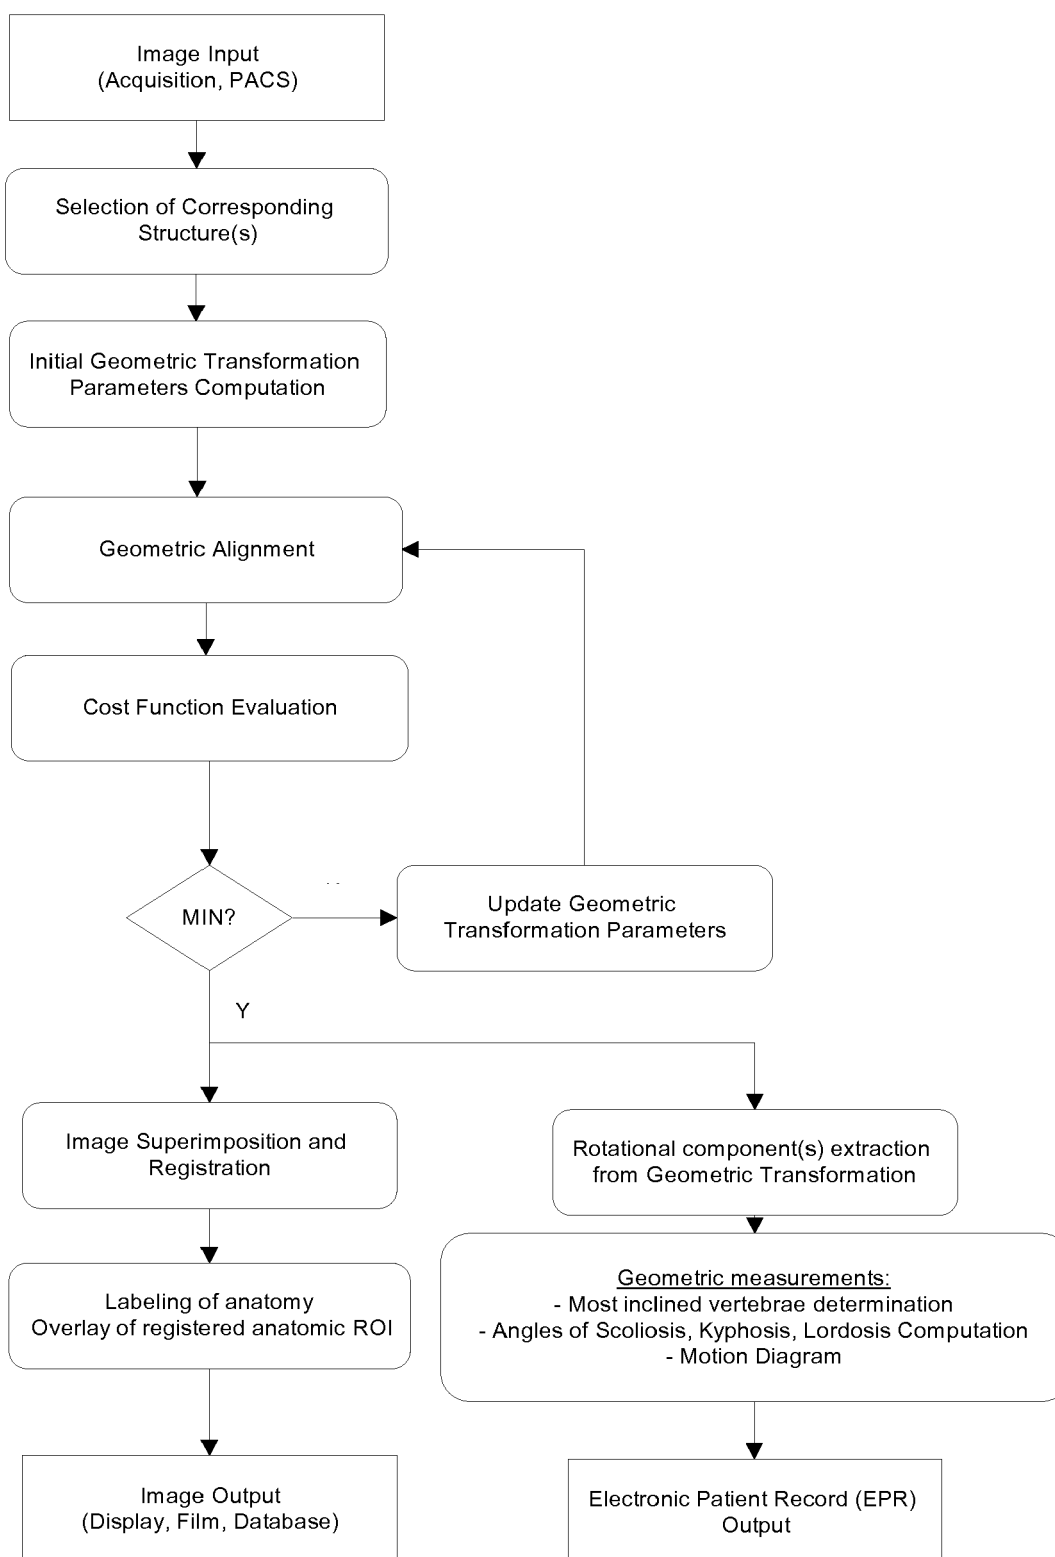 Image Input
(Acquisition, PACS)
Selection of Corresponding
Structure(s)
Initial Geometric Transformation
Parameters Computation
Geometric Alignment
Cost Function Evaluation
MIN?
Update Geometric
Transformation Parameters
Y
Image Superimposition and
Registration
Rotational component(s) extraction
from Geometric Transformation
Labeling of anatomy
Overlay of registered anatomic ROI
Geometric measurements:
- Most inclined vertebrae determination
- Angles of Scoliosis, Kyphosis, Lordosis Computation
- Motion Diagram
Image Output
(Display, Film, Database)
Electronic Patient Record (EPR)
Output